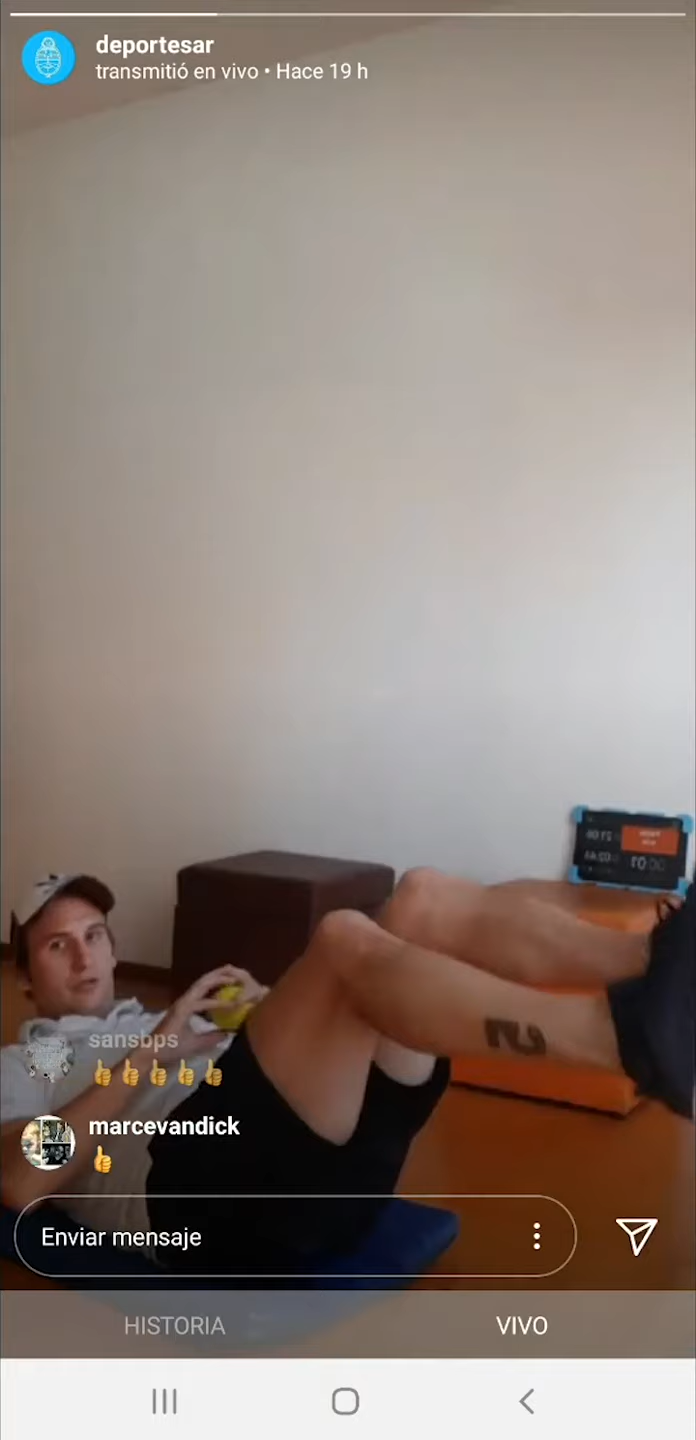 deportesar
transmitió en vivo • Hace 19 h
sansbps
👍👍👍👍👍
marcevandick
👍
Enviar mensaje
HISTORIA
VIVO